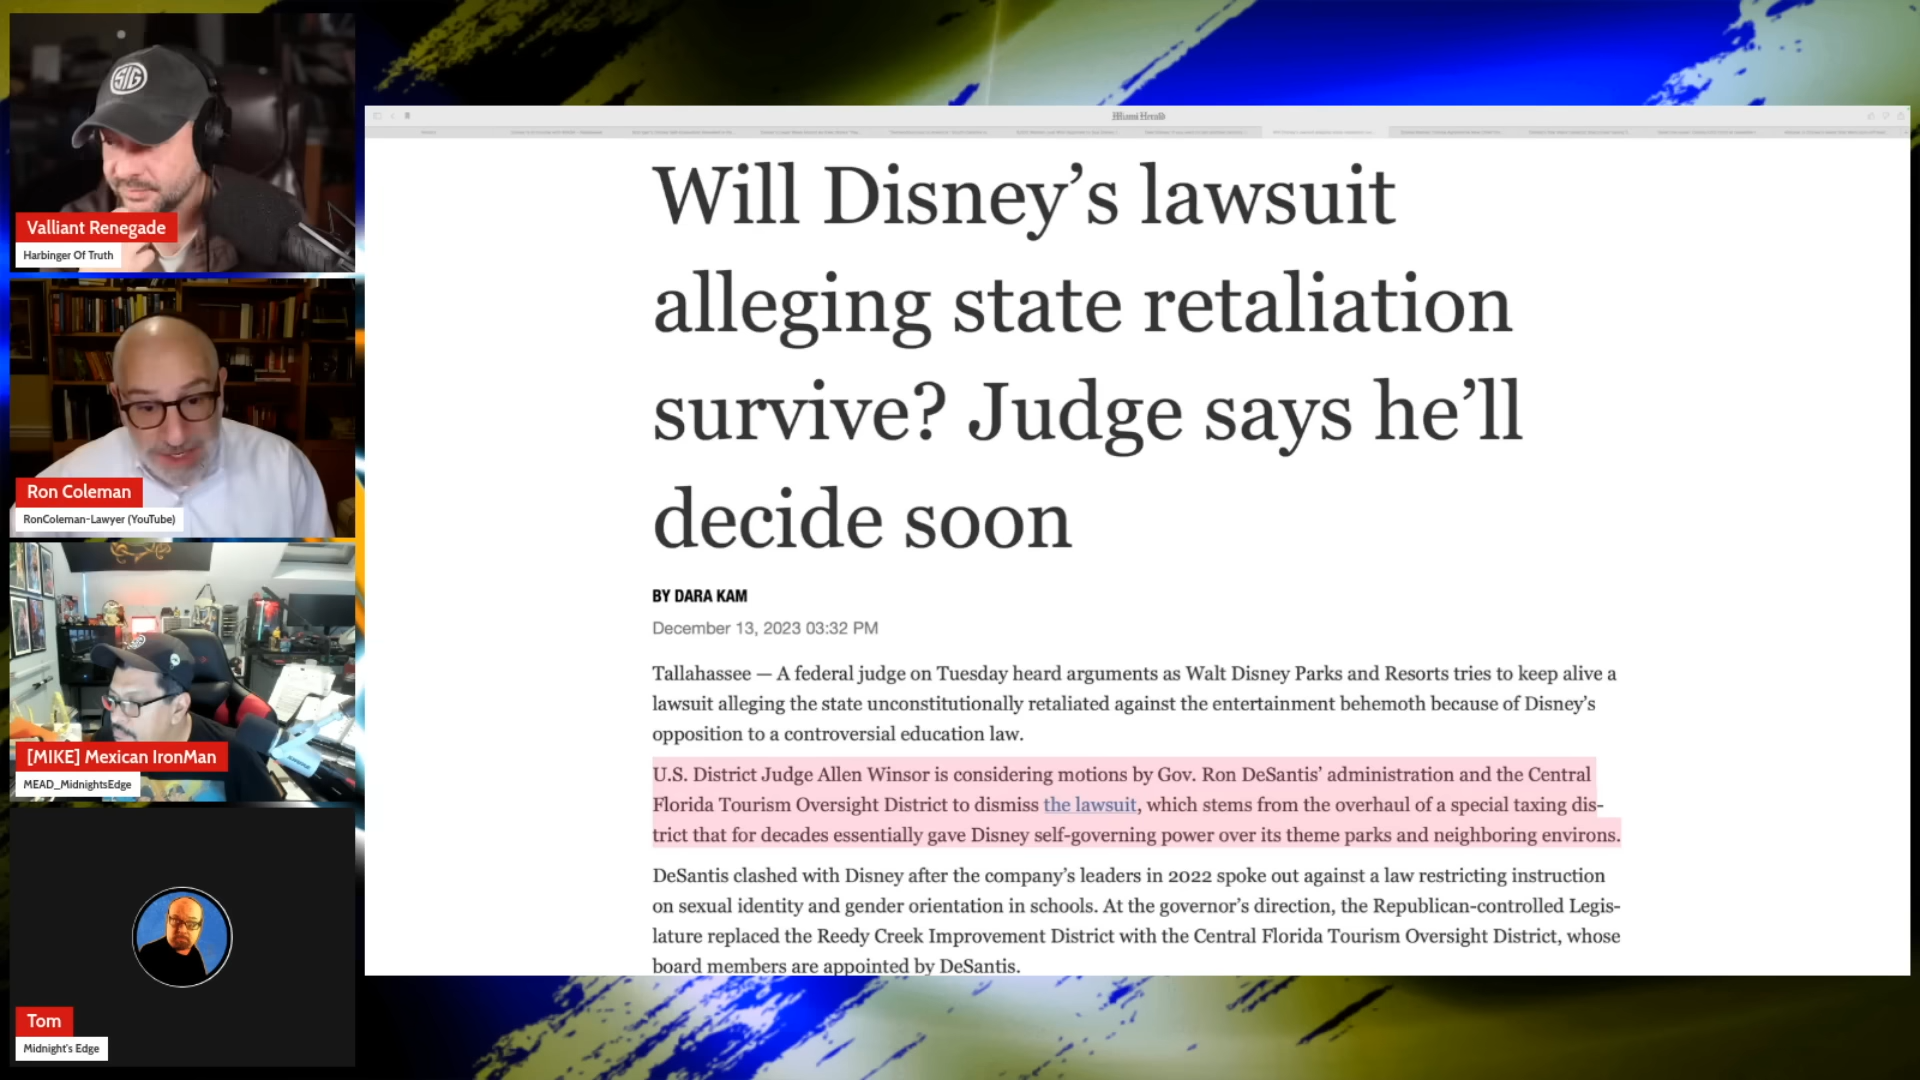 SIG
Valliant Renegade
Harbinger Of Truth
Ron Coleman
RonColeman-Lawyer (YouTube)
[MIKE] Mexican IronMan
MEAD_MidnightsEdge
Tom
Midnight's Edge
Miami Herald
Will Disney’s lawsuit
alleging state retaliation
survive? Judge says he’ll
decide soon
BY DARA KAM
December 13, 2023 03:32 PM
Tallahassee — A federal judge on Tuesday heard arguments as Walt Disney Parks and Resorts tries to keep alive a
lawsuit alleging the state unconstitutionally retaliated against the entertainment behemoth because of Disney’s
opposition to a controversial education law.
U.S. District Judge Allen Winsor is considering motions by Gov. Ron DeSantis’ administration and the Central
Florida Tourism Oversight District to dismiss the lawsuit, which stems from the overhaul of a special taxing dis-
trict that for decades essentially gave Disney self-governing power over its theme parks and neighboring environs.
DeSantis clashed with Disney after the company’s leaders in 2022 spoke out against a law restricting instruction
on sexual identity and gender orientation in schools. At the governor’s direction, the Republican-controlled Legis-
lature replaced the Reedy Creek Improvement District with the Central Florida Tourism Oversight District, whose
board members are appointed by DeSantis.